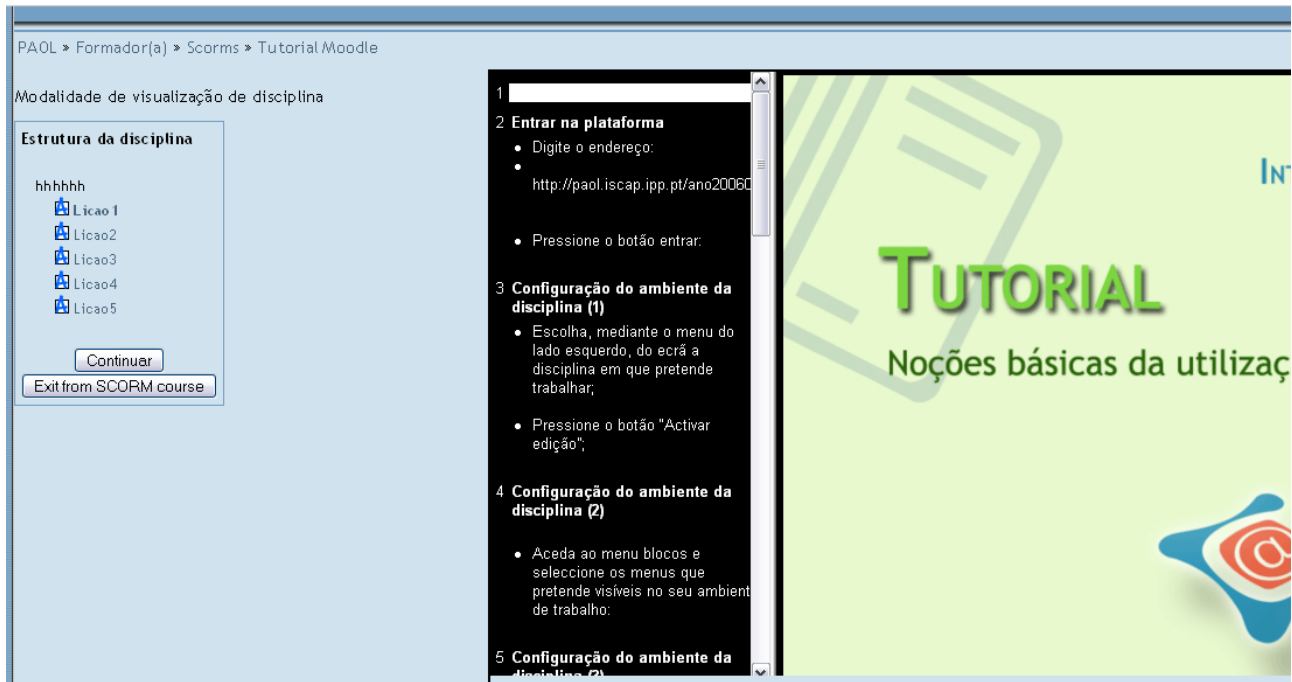 PAOL » Formador(a) » Scorms » Tutorial Moodle
Modalidade de visualização de disciplina
Estrutura da disciplina
hhhhhh
Licao1
Licao2
Licao3
Licao4
Licao5
Continuar
Exit from SCORM course
1
2 Entrar na plataforma
• Digite o endereço:
•
http://paol.iscap.ipp.pt/ano2006
• Pressione o botão entrar:
3 Configuração do ambiente da
disciplina (1)
• Escolha, mediante o menu do
lado esquerdo, do ecrã a
disciplina em que pretende
trabalhar;
• Pressione o botão "Activar
edição";
4 Configuração do ambiente da
disciplina (2)
• Aceda ao menu blocos e
seleccione os menus que
pretende visíveis no seu ambient
de trabalho:
5 Configuração do ambiente da
INT
TUTORIAL
Noções básicas da utilizaç
@